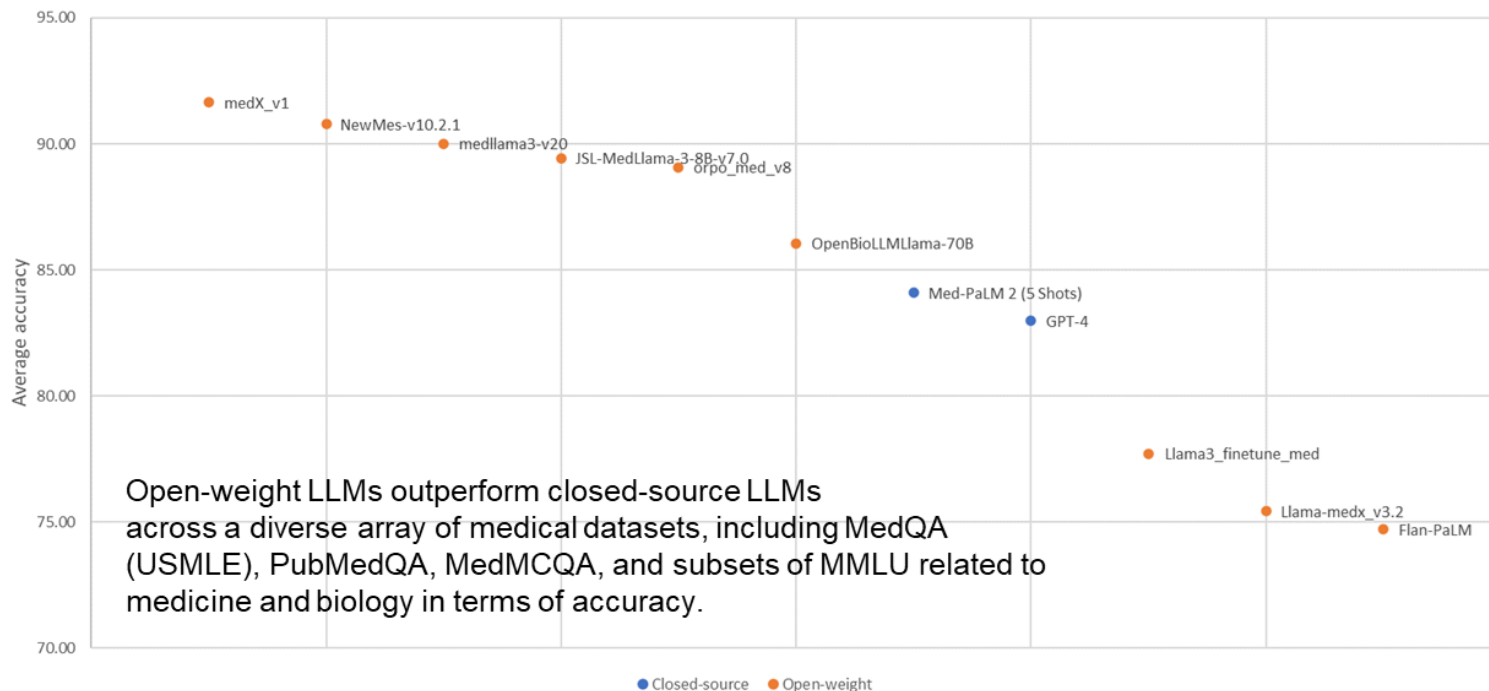 95.00
medX_v1
NewMes-v10.2.1
90.00
medllama3-v20
JSL-MedLlama-3-8B-v7.0
orpo_med_v8
OpenBioLLMLlama-70B
85.00
Med-PaLM 2 (5 Shots)
GPT-4
Average accuracy
80.00
Llama3_finetune_med
75.00
Llama-medx_v3.2
Flan-PaLM
Open-weight LLMs outperform closed-source LLMs
across a diverse array of medical datasets, including MedQA
(USMLE), PubMedQA, MedMCQA, and subsets of MMLU related to
medicine and biology in terms of accuracy.
70.00
Closed-source Open-weight